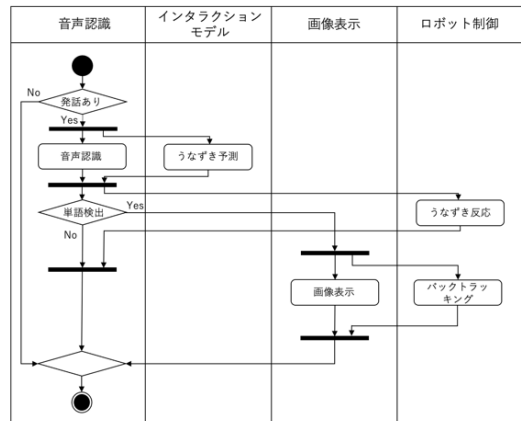 音声認識
インタラクション
モデル
画像表示
ロボット制御
No
発話あり
Yes
音声認識
うなずき予測
単語検出
Yes
うなずき反応
No
画像表示
バックトラッ
キング